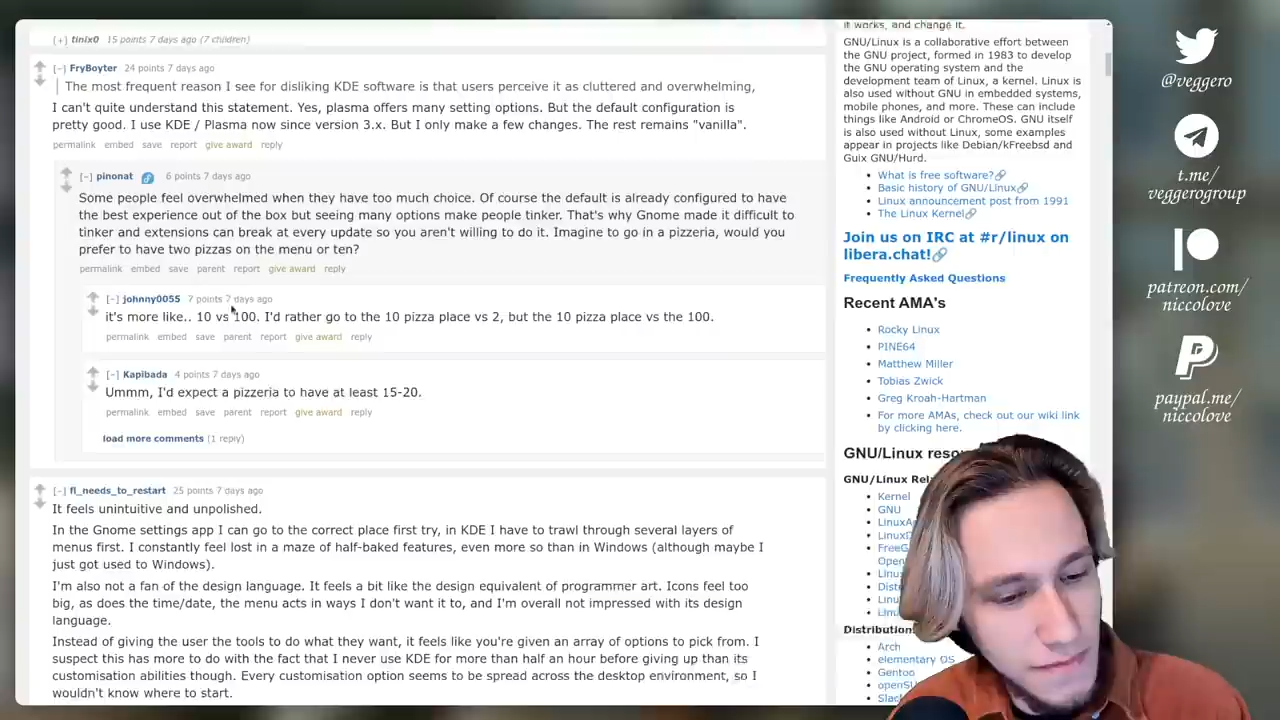 [+] tinix0 15 points 7 days ago (7 children)
[-] FryBoyter 24 points 7 days ago
The most frequent reason I see for disliking KDE software is that users perceive it as cluttered and overwhelming,
I can't quite understand this statement. Yes, plasma offers many setting options. But the default configuration is
pretty good. I use KDE / Plasma now since version 3.x. But I only make a few changes. The rest remains "vanilla".
permalink embed save report give award reply
[-] pinonat 6 points 7 days ago
Some people feel overwhelmed when they have too much choice. Of course the default is already configured to have
the best experience out of the box but seeing many options make people tinker. That's why Gnome made it difficult to
tinker and extensions can break at every update so you aren't willing to do it. Imagine to go in a pizzeria, would you
prefer to have two pizzas on the menu or ten?
permalink embed save parent report give award reply
[-] johnny0055 7 points 7 days ago
it's more like.. 10 vs 100. I'd rather go to the 10 pizza place vs 2, but the 10 pizza place vs the 100.
permalink embed save parent report give award reply
[-] Kapibada 4 points 7 days ago
Ummm, I'd expect a pizzeria to have at least 15-20.
permalink embed save parent report give award reply
load more comments (1 reply)
[-] fl_needs_to_restart 25 points 7 days ago
It feels unintuitive and unpolished.
In the Gnome settings app I can go to the correct place first try, in KDE I have to trawl through several layers of
menus first. I constantly feel lost in a maze of half-baked features, even more so than in Windows (although maybe I
just got used to Windows).
I'm also not a fan of the design language. It feels a bit like the design equivalent of programmer art. Icons feel too
big, as does the time/date, the menu acts in ways I don't want it to, and I'm overall not impressed with its design
language.
Instead of giving the user the tools to do what they want, it feels like you're given an array of options to pick from. I
suspect this has more to do with the fact that I never use KDE for more than half an hour before giving up than its
customisation abilities though. Every customisation option seems to be spread across the desktop environment, so I
wouldn't know where to start.
it works, and change it.
GNU/Linux is a collaborative effort between
the GNU project, formed in 1983 to develop
the GNU operating system and the
development team of Linux, a kernel. Linux is
also used without GNU in embedded systems,
mobile phones, and more. These can include
things like Android or ChromeOS. GNU itself
is also used without Linux, some examples
appear in projects like Debian/kFreebsd and
Guix GNU/Hurd.
What is free software?
Basic history of GNU/Linux
Linux announcement post from 1991
The Linux Kernel
Join us on IRC at #r/linux on
libera.chat!
Frequently Asked Questions
Recent AMA's
Rocky Linux
PINE64
Matthew Miller
Tobias Zwick
Greg Kroah-Hartman
For more AMAs, check out our wiki link
by clicking here.
GNU/Linux reso
GNU/Linux Rel
Kernel
GNU
LinuxA
LinuxD
FreeG
Open
Linux
Dist
Linu
Linu
Distributions
Arch
elementary OS
Gentoo
openSU
Slack
@veggero
t.me/
veggerogroup
patreon.com/
niccolove
paypal.me/
niccolove